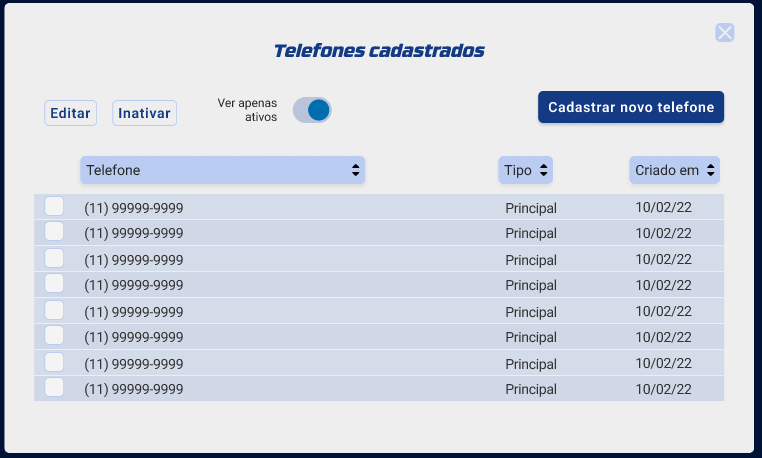 Telefones cadastrados
Editar
Inativar
Ver apenas
ativos
Cadastrar novo telefone
Telefone
Tipo
Criado em
(11) 99999-9999 Principal 10/02/22
(11) 99999-9999 Principal 10/02/22
(11) 99999-9999 Principal 10/02/22
(11) 99999-9999 Principal 10/02/22
(11) 99999-9999 Principal 10/02/22
(11) 99999-9999 Principal 10/02/22
(11) 99999-9999 Principal 10/02/22
(11) 99999-9999 Principal 10/02/22